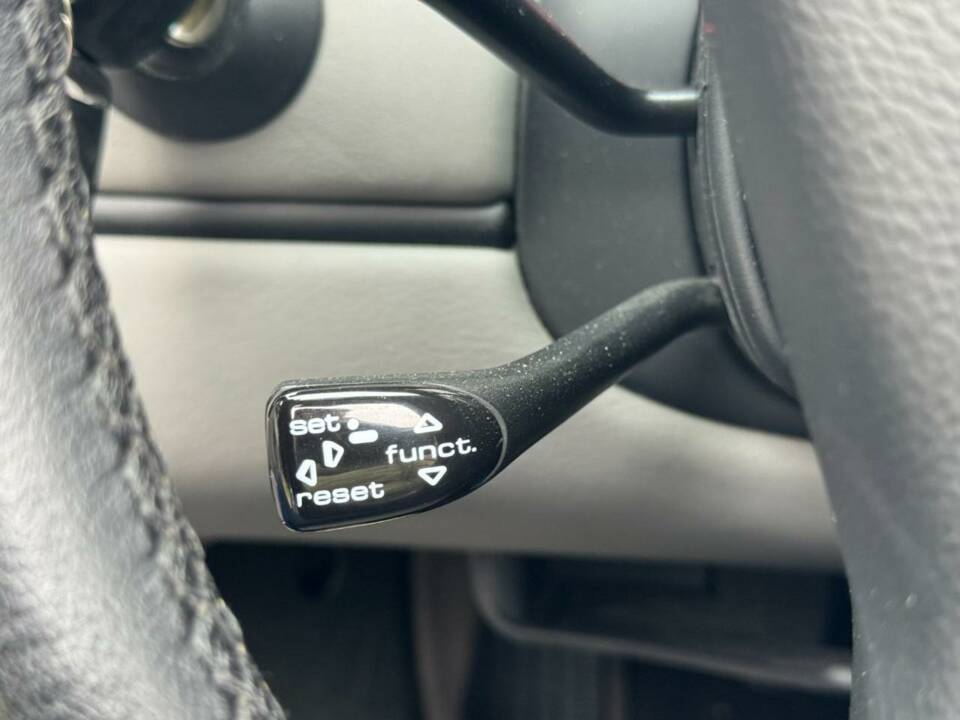 set
funct.
reset